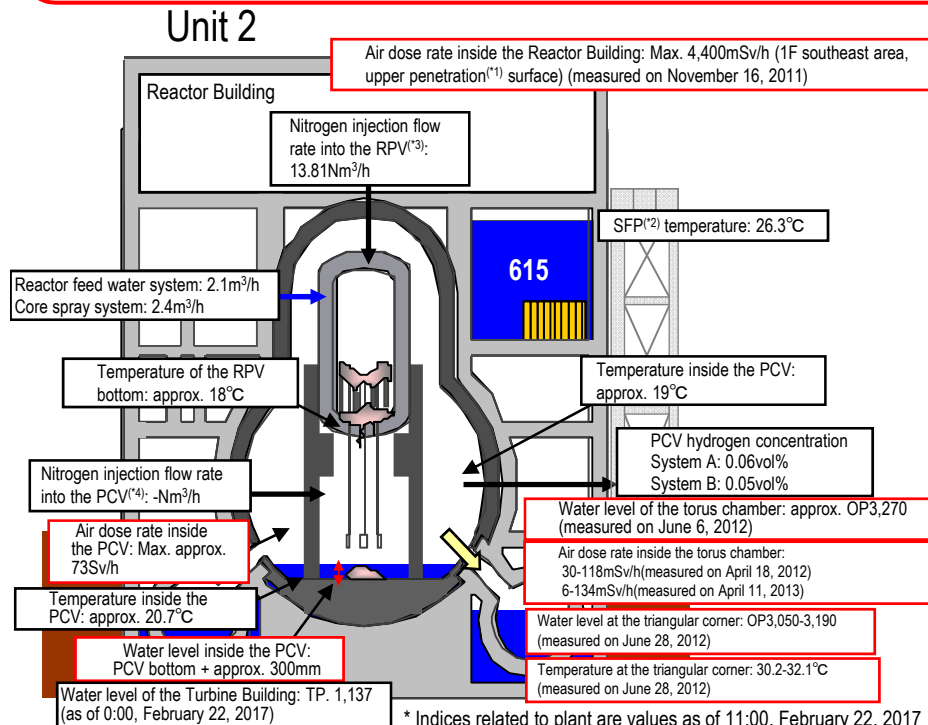 Unit 2
Air dose rate inside the Reactor Building: Max. 4,400mSv/h (1F southeast area,
upper penetration(*1) surface) (measured on November 16, 2011)
Reactor Building
Nitrogen injection flow
rate into the RPV(*3):
13.81Nm3/h
SFP(*2) temperature: 26.3℃
615
Reactor feed water system: 2.1m3/h
Core spray system: 2.4m3/h
Temperature of the RPV
bottom: approx. 18℃
Temperature inside the PCV:
approx. 19℃
PCV hydrogen concentration
System A: 0.06vol%
System B: 0.05vol%
Nitrogen injection flow rate
into the PCV(*4): -Nm3/h
Water level of the torus chamber: approx. OP3,270
(measured on June 6, 2012)
Air dose rate inside
the PCV: Max. approx.
73Sv/h
Air dose rate inside the torus chamber:
30-118mSv/h(measured on April 18, 2012)
6-134mSv/h(measured on April 11, 2013)
Temperature inside the
PCV: approx. 20.7℃
Water level at the triangular corner: OP3,050-3,190
(measured on June 28, 2012)
Water level inside the PCV:
PCV bottom + approx. 300mm
Temperature at the triangular corner: 30.2-32.1℃
(measured on June 28, 2012)
Water level of the Turbine Building: TP. 1,137
(as of 0:00, February 22, 2017)
* Indices related to plant are values as of 11:00, February 22, 2017